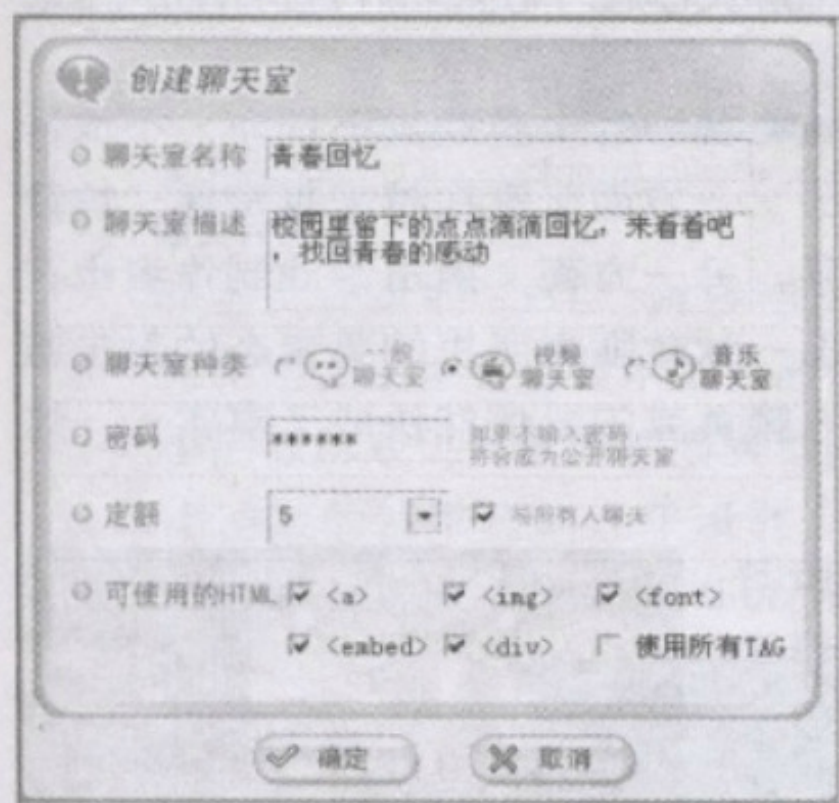 创建聊天室
聊天室名称 青春回忆
聊天室描述 校园里留下的点点滴滴回忆，来看看吧
，找回青春的感动
聊天室种类 一般 聊天室 视频 聊天室 音乐 聊天室
密码 ****** 如果不输入密码，
将会成为公开聊天室
定额 5 与所有人聊天
可使用的HTML <a> <img> <font>
<embed> <div> 使用所有TAG
确定 取消